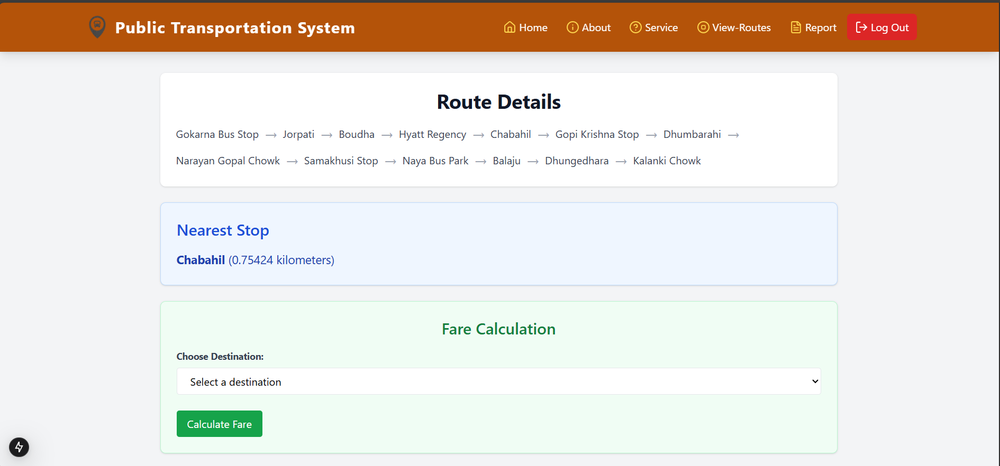 Public Transportation System Home About Service View-Routes Report Log Out
Route Details
Gokarna Bus Stop → Jorpati → Boudha → Hyatt Regency → Chabahil → Gopi Krishna Stop → Dhumbarahi →
Narayan Gopal Chowk → Samakhusi Stop → Naya Bus Park → Balaju → Dhungedhara → Kalanki Chowk
Nearest Stop
Chabahil (0.75424 kilometers)
Fare Calculation
Choose Destination:
Select a destination
Calculate Fare